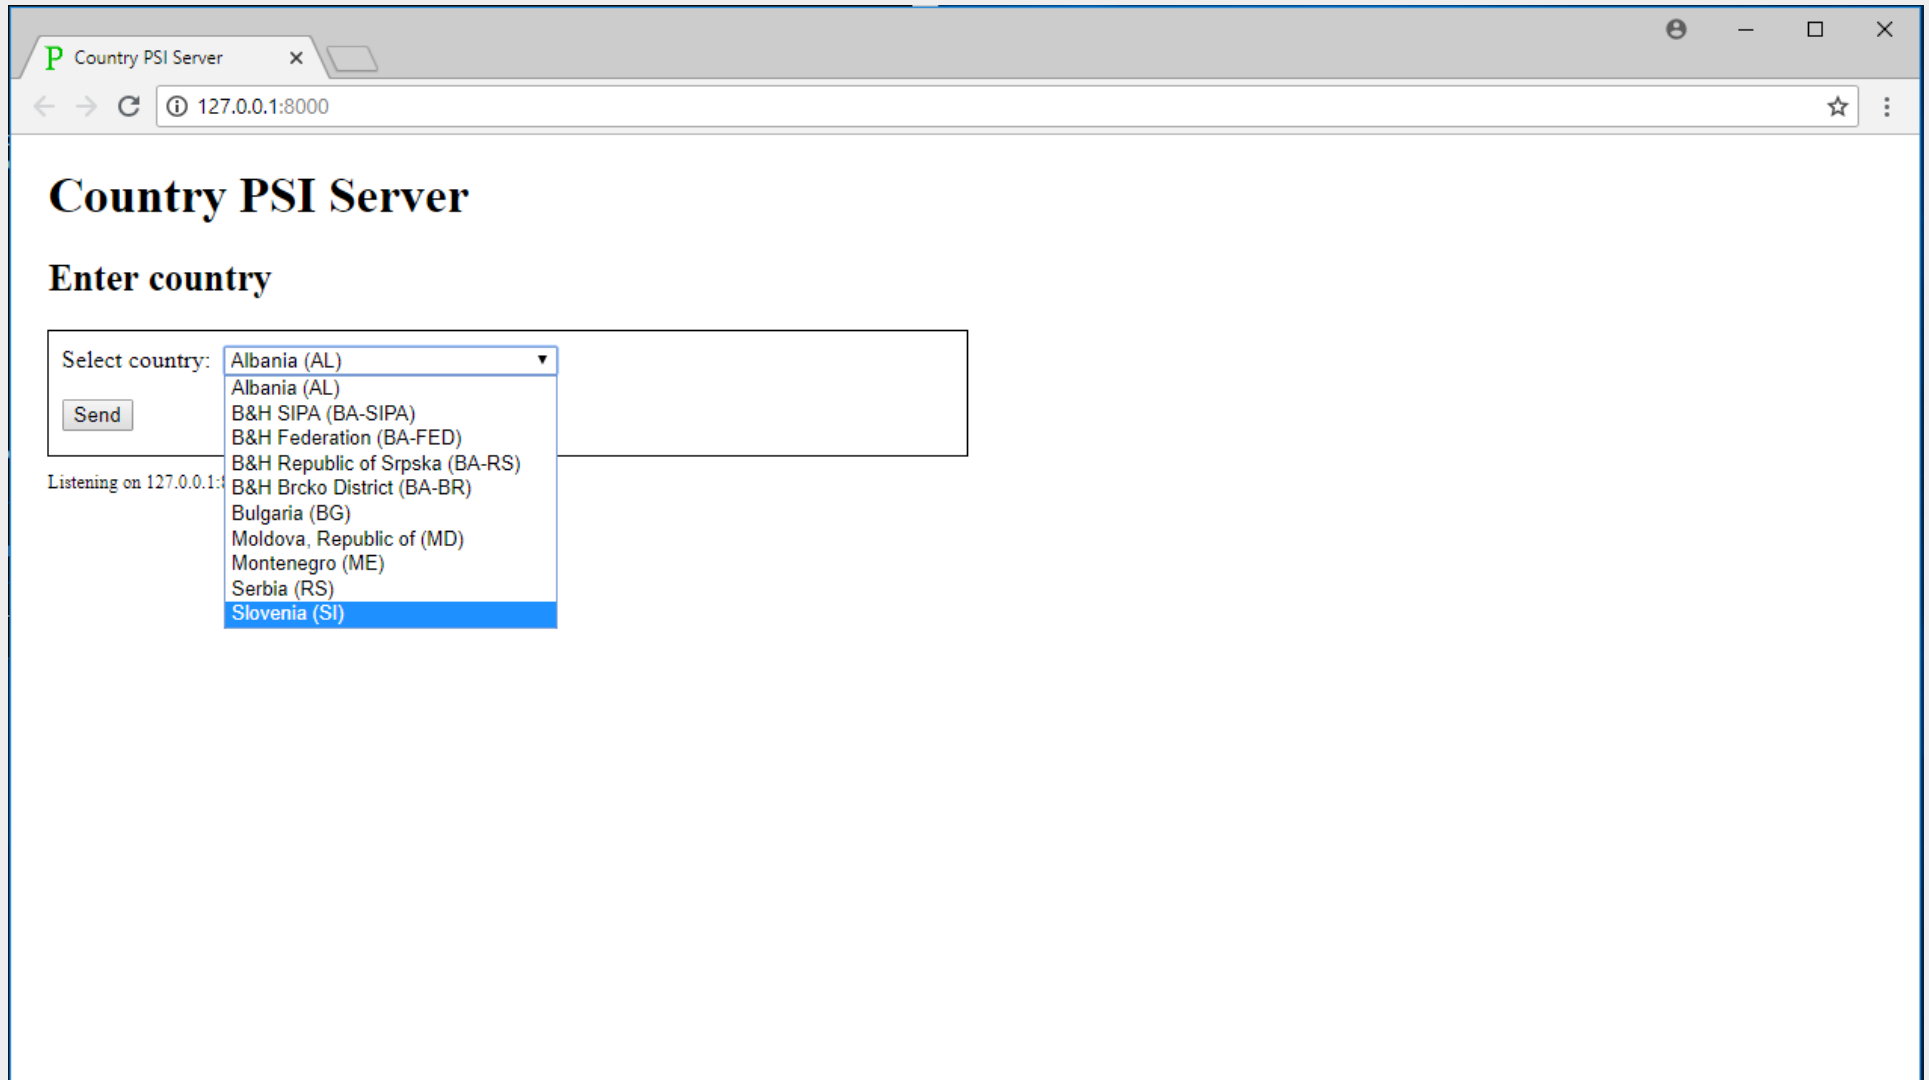 P Country PSI Server
127.0.0.1:8000
Country PSI Server
Enter country
Select country: Albania (AL)
Albania (AL)
B&H SIPA (BA-SIPA)
Send
B&H Federation (BA-FED)
B&H Republic of Srpska (BA-RS)
Listening on 127.0.0.1:
B&H Brcko District (BA-BR)
Bulgaria (BG)
Moldova, Republic of (MD)
Montenegro (ME)
Serbia (RS)
Slovenia (SI)